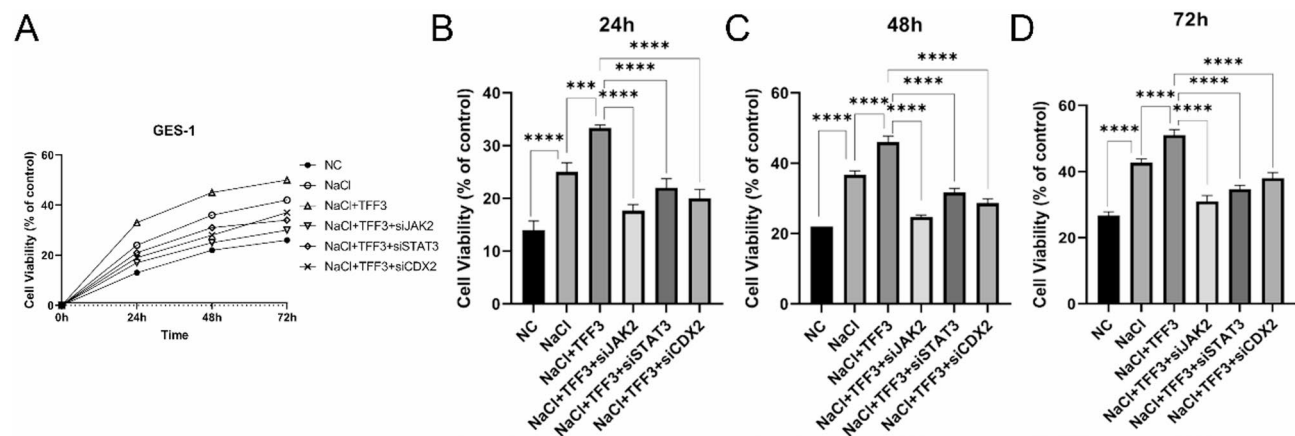 A
GES-1
Cell Viability (% of control)
60
40
20
0
0h
24h
48h
72h
Time
NC
NaCl
NaCl+TFF3
NaCl+TFF3+siJAK2
NaCl+TFF3+siSTAT3
NaCl+TFF3+siCDX2
B
24h
Cell Viability (% of control)
40
30
20
10
0
****
***
****
****
****
NC
NaCl
NaCl+TFF3
NaCl+TFF3+siJAK2
NaCl+TFF3+siSTAT3
NaCl+TFF3+siCDX2
C
48h
Cell Viability (% of control)
60
40
20
0
****
****
****
****
****
NC
NaCl
NaCl+TFF3
NaCl+TFF3+siJAK2
NaCl+TFF3+siSTAT3
NaCl+TFF3+siCDX2
D
72h
Cell Viability (% of control)
60
40
20
0
****
****
****
****
****
NC
NaCl
NaCl+TFF3
NaCl+TFF3+siJAK2
NaCl+TFF3+siSTAT3
NaCl+TFF3+siCDX2